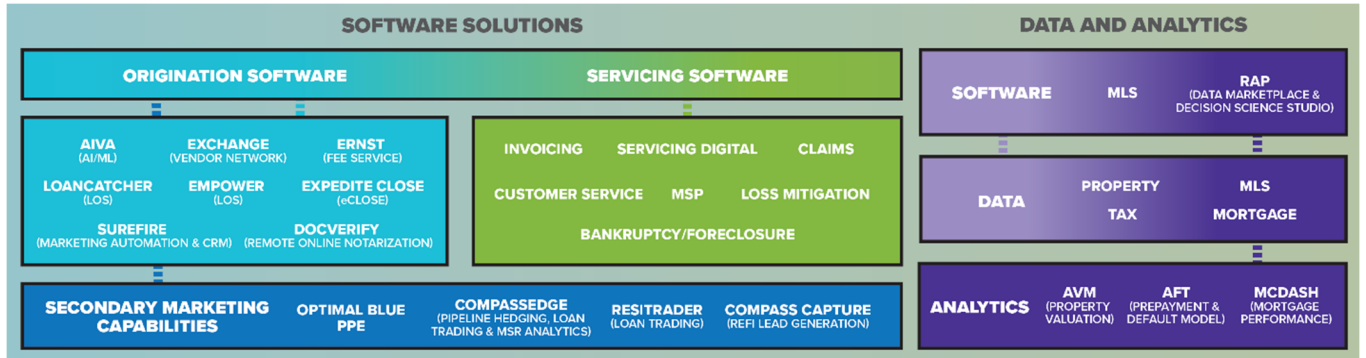 SOFTWARE SOLUTIONS
ORIGINATION SOFTWARE
SERVICING SOFTWARE
AIVA
(AI/ML)
EXCHANGE
(VENDOR NETWORK)
ERNST
(FEE SERVICE)
LOANCATCHER
(LOS)
EMPOWER
(LOS)
EXPEDITE CLOSE
(eCLOSE)
SUREFIRE
(MARKETING AUTOMATION & CRM)
DOCVERIFY
(REMOTE ONLINE NOTARIZATION)
INVOICING
SERVICING DIGITAL
CLAIMS
CUSTOMER SERVICE
MSP
LOSS MITIGATION
BANKRUPTCY/FORECLOSURE
SECONDARY MARKETING
CAPABILITIES
OPTIMAL BLUE
PPE
COMPASSEDGE
(PIPELINE HEDGING, LOAN
TRADING & MSR ANALYTICS)
RESITRADER
(LOAN TRADING)
COMPASS CAPTURE
(REFI LEAD GENERATION)
DATA AND ANALYTICS
SOFTWARE
MLS
RAP
(DATA MARKETPLACE &
DECISION SCIENCE STUDIO)
DATA
PROPERTY
MLS
TAX
MORTGAGE
ANALYTICS
AVM
(PROPERTY
VALUATION)
AFT
(PREPAYMENT &
DEFAULT MODEL)
MCDASH
(MORTGAGE
PERFORMANCE)